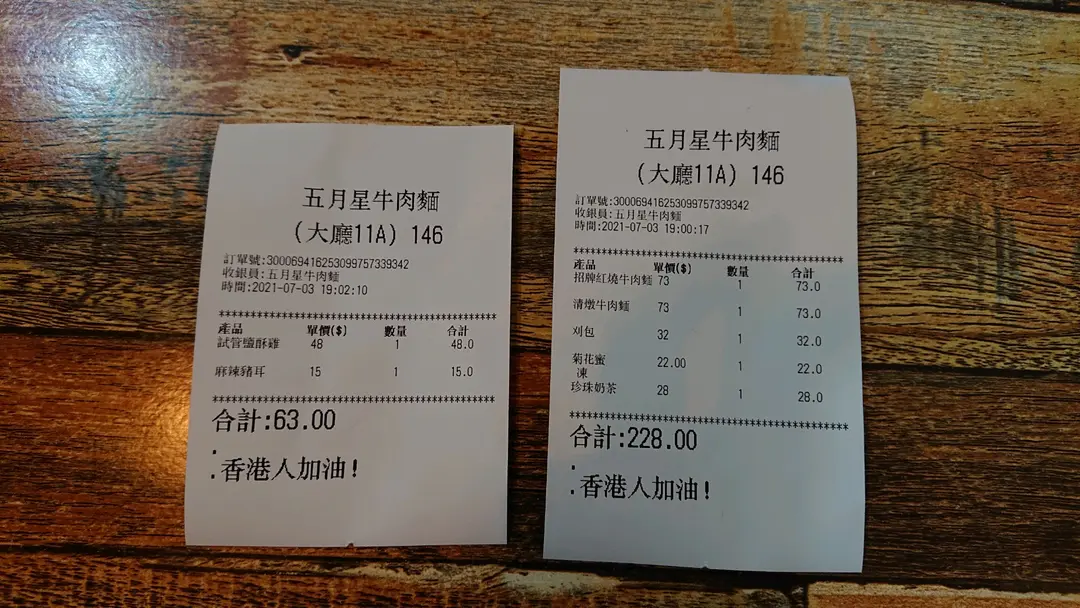 五月星牛肉麵
(大廳11A) 146
訂單號:300069416253099757339342
收銀員:五月星牛肉麵
時間:2021-07-03 19:02:10
****************************************
產品 單價($) 數量 合計
試管鹽酥雞 48 1 48.0
麻辣豬耳 15 1 15.0
****************************************
合計:63.00
:香港人加油!
五月星牛肉麵
(大廳11A) 146
訂單號:300069416253099757339342
收銀員:五月星牛肉麵
時間:2021-07-03 19:00:17
****************************************
產品 單價($) 數量 合計
招牌紅燒牛肉麵 73 1 73.0
清燉牛肉麵 73 1 73.0
刈包 32 1 32.0
菊花蜜 22.00 1 22.0
凍
珍珠奶茶 28 1 28.0
****************************************
合計:228.00
:香港人加油!